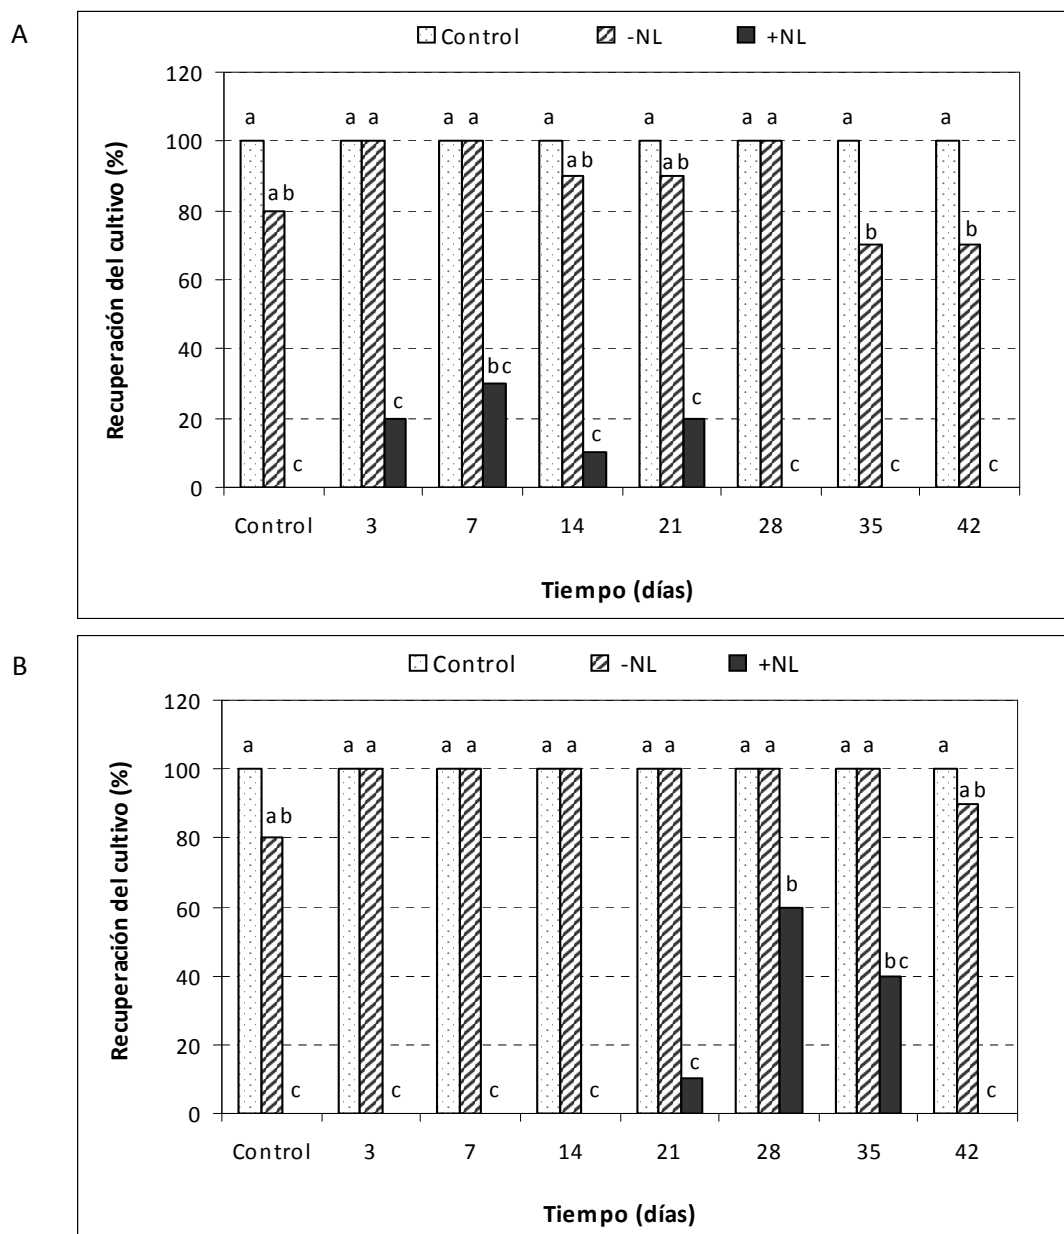 A
Control -NL +NL
120
a a a a a a a a a a a
100
ab ab
ab
80
b b
Recuperación del cultivo (%)
60
40
bc
c c
20
c
c c c c
0
Control 3 7 14 21 28 35 42
Tiempo (días)
B
Control -NL +NL
120
a a a a a a a a a a a a a a
100
ab
ab
80
Recuperación del cultivo (%)
60
b
40
bc
20
c
c c c c c
0
Control 3 7 14 21 28 35 42
Tiempo (días)